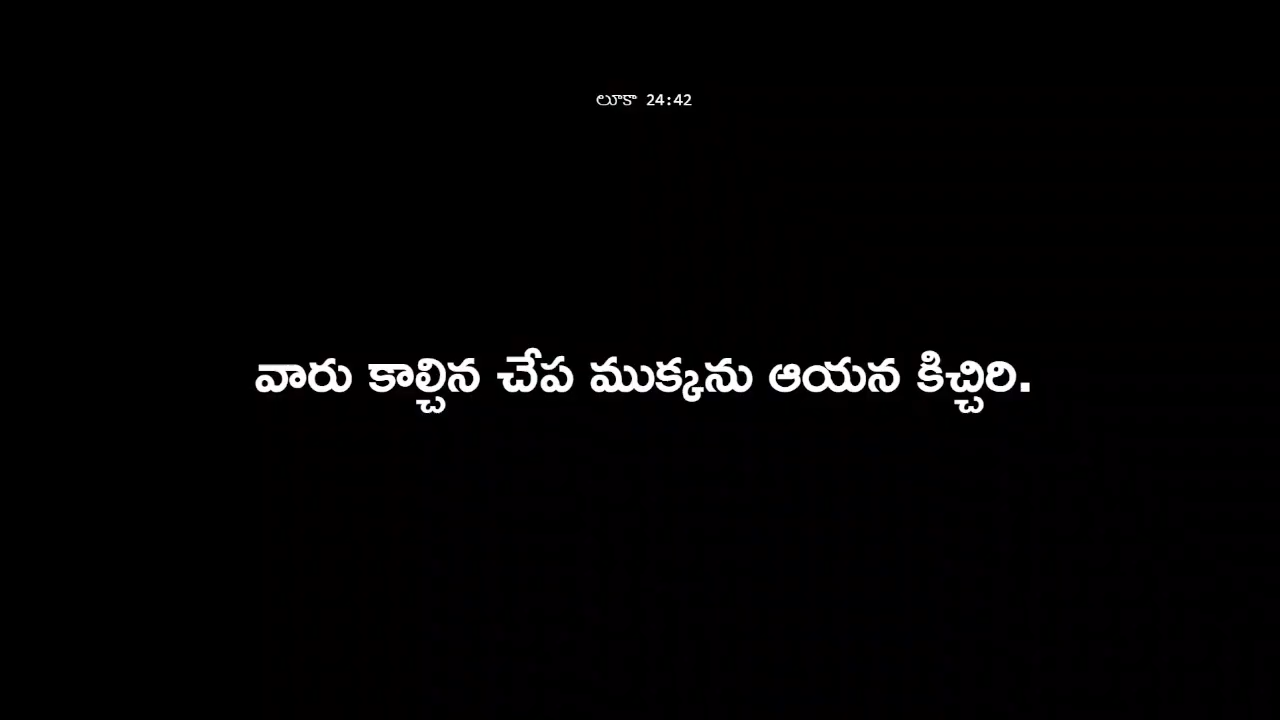 లూకా 24:42
వారు కాల్చిన చేప ముక్కను ఆయన కిచ్చిరి.